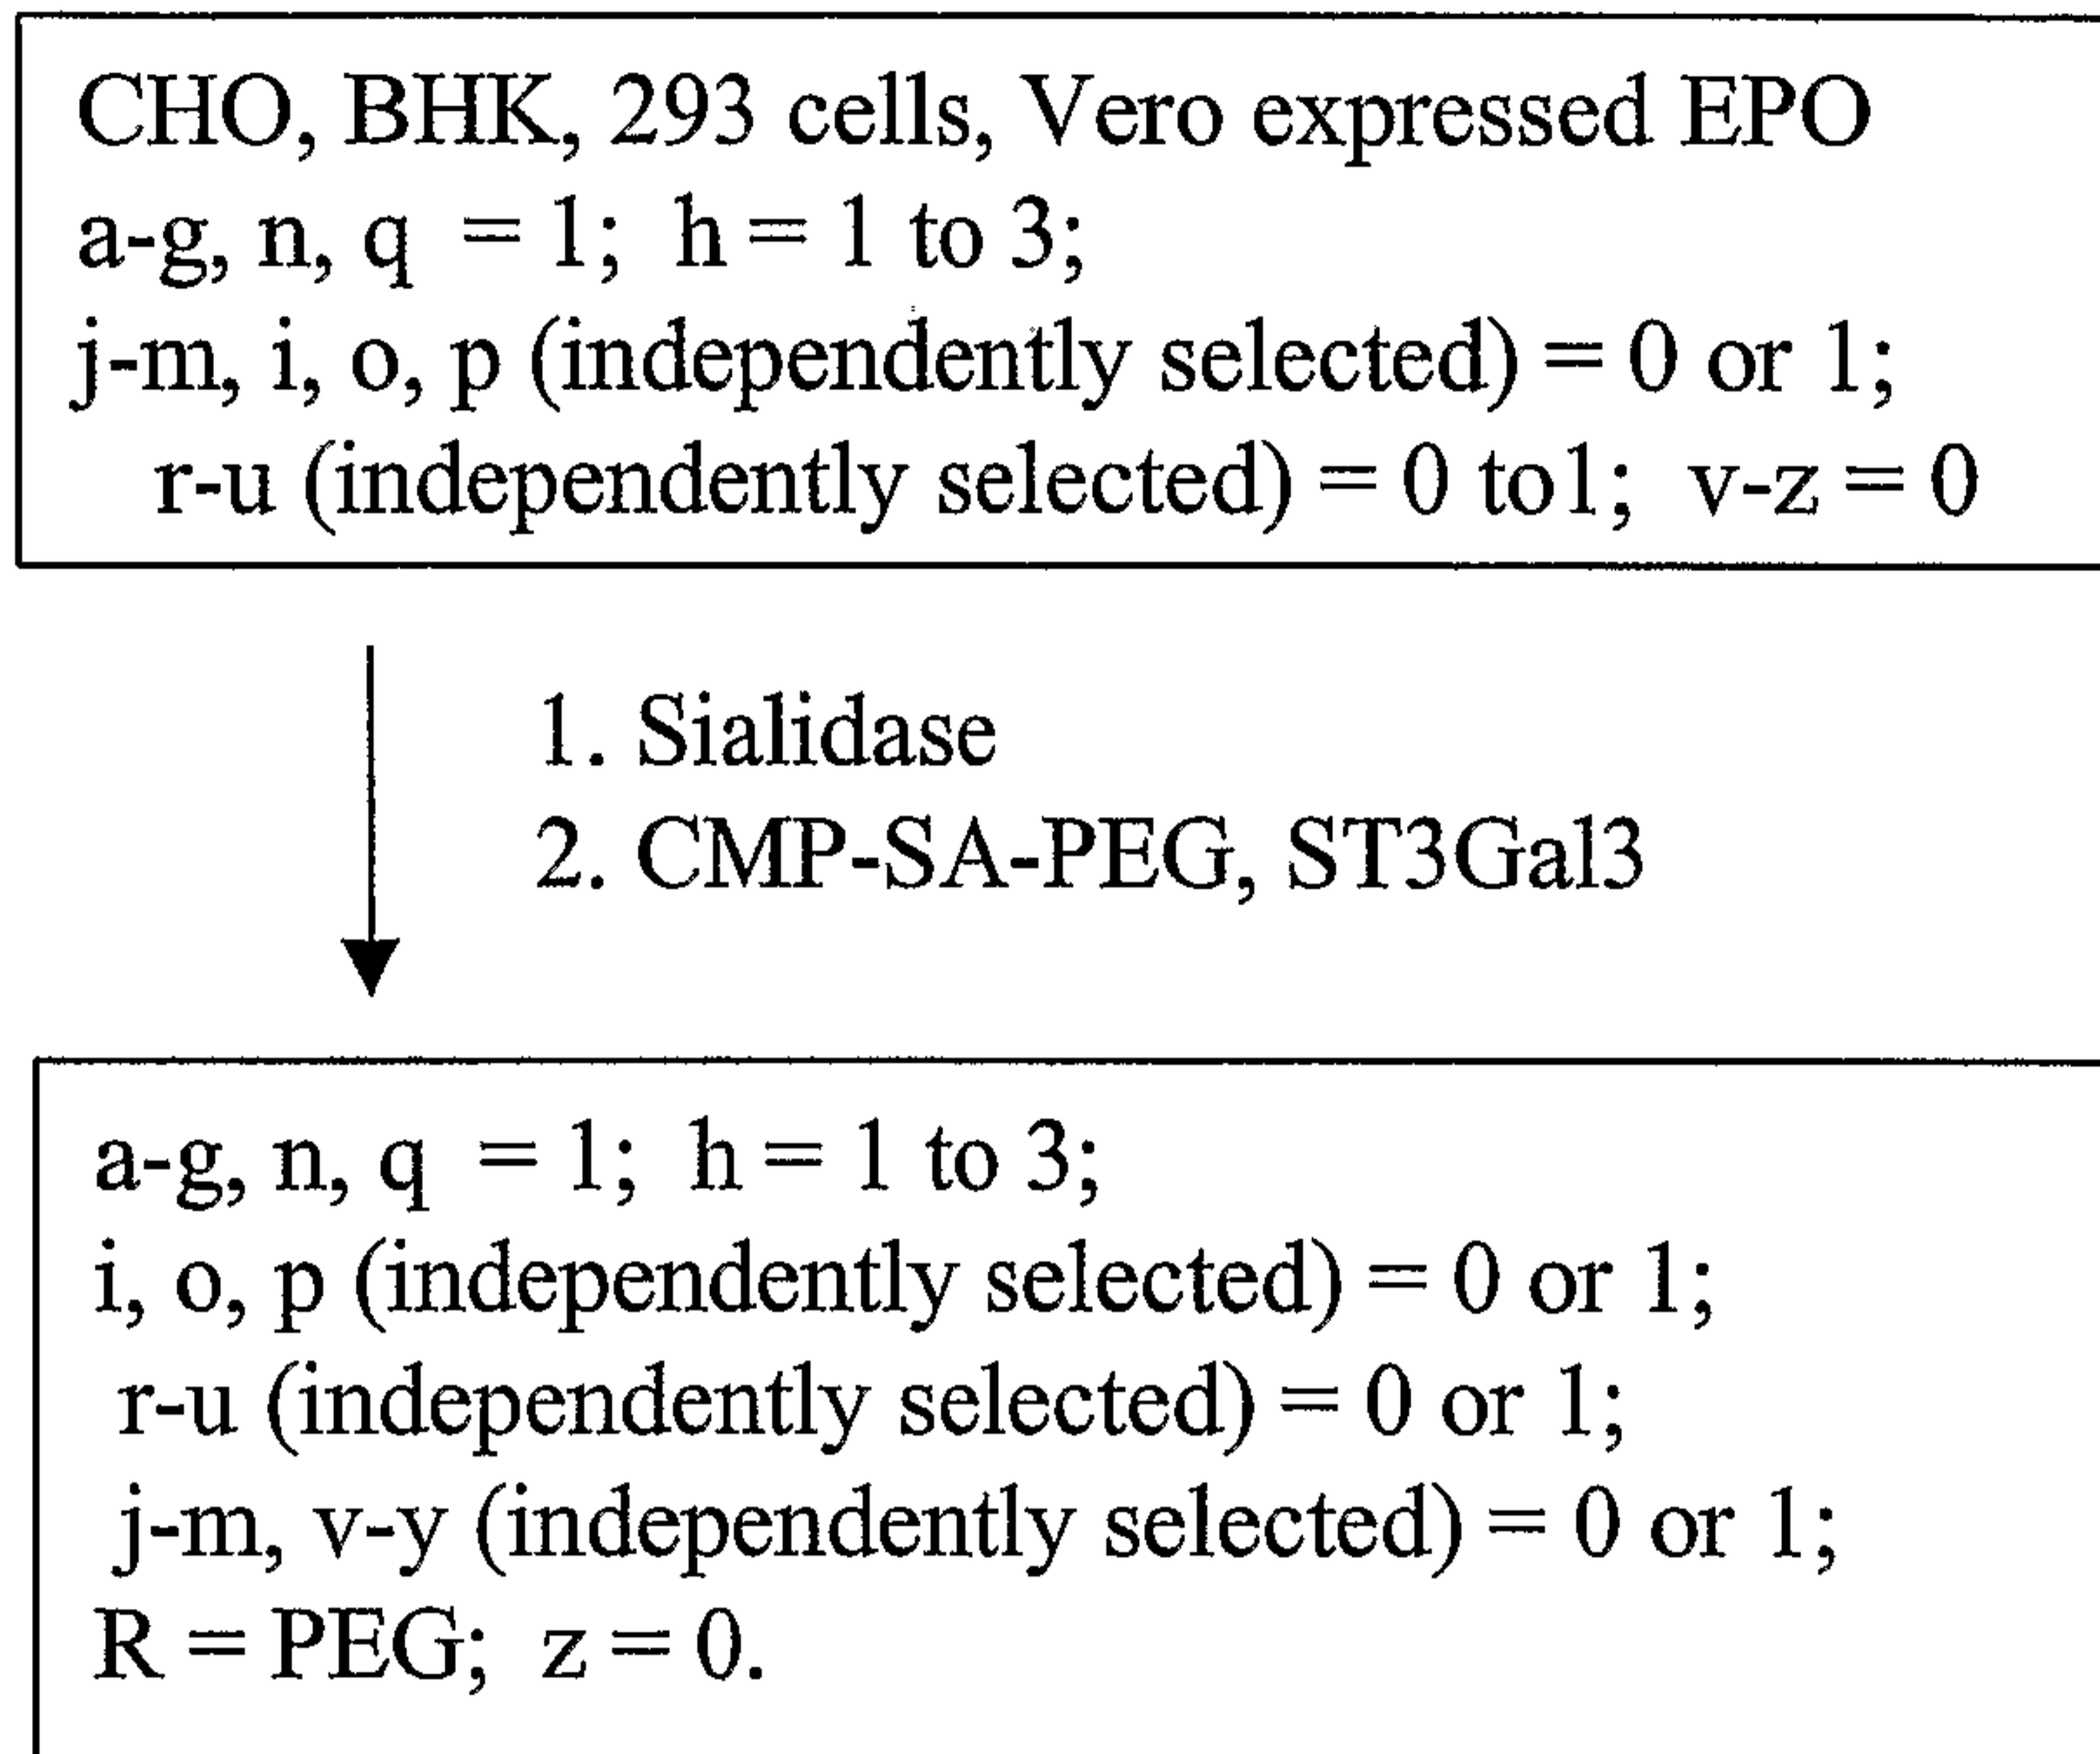 CHO, BHK, 293 cells, Vero expressed EPO
a-g, n, q = 1; h = 1 to 3;
j-m, i, o, p (independently selected) = 0 or 1;
r-u (independently selected) = 0 to1; v-z = 0
1. Sialidase
2. CMP-SA-PEG, ST3Gal3
a-g, n, q = 1; h = 1 to 3;
i, o, p (independently selected) = 0 or 1;
r-u (independently selected) = 0 or 1;
j-m, v-y (independently selected) = 0 or 1;
R = PEG; z = 0.